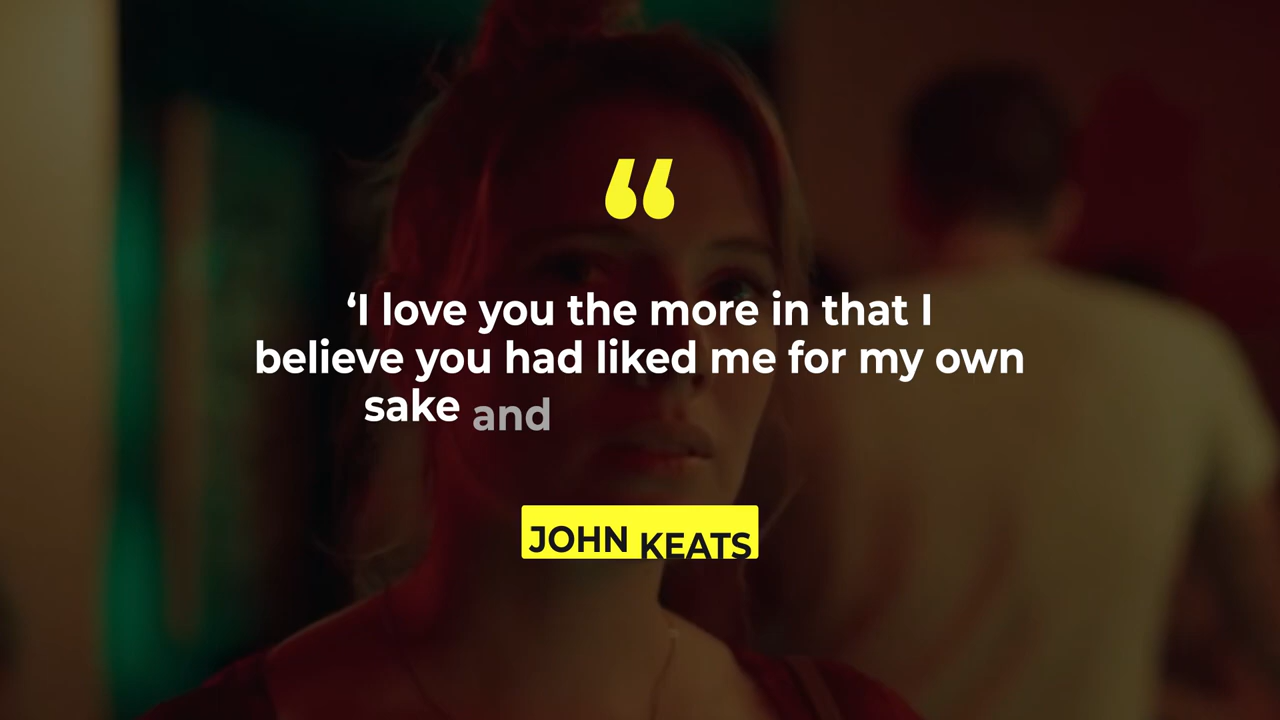 “
‘I love you the more in that I
believe you had liked me for my own
sake and
JOHN KEATS